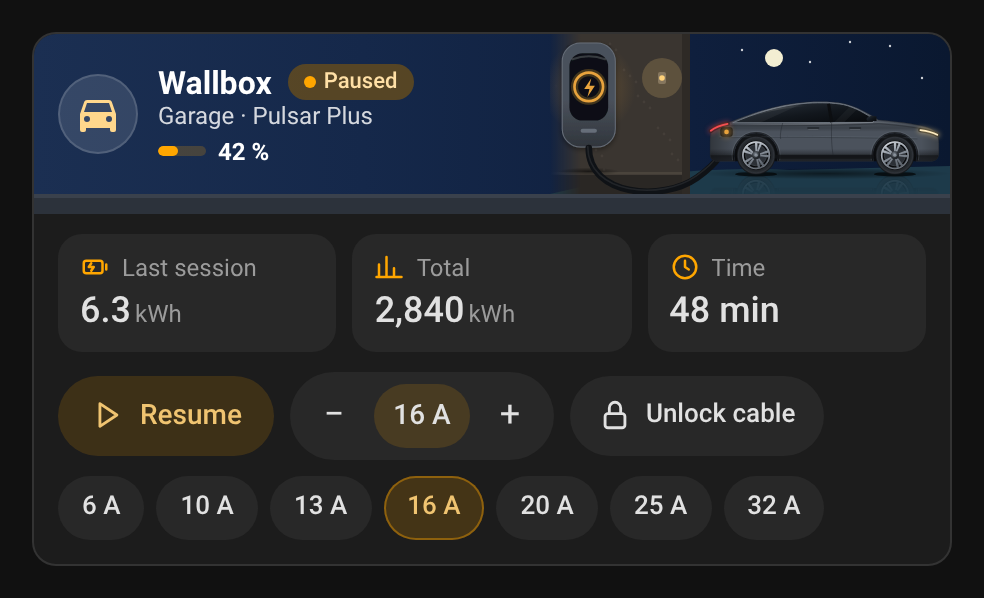 Wallbox Paused
Garage · Pulsar Plus
42 %
Last session Total Time
6.3 kWh 2,840 kWh 48 min
Resume − 16 A + Unlock cable
6 A 10 A 13 A 16 A 20 A 25 A 32 A